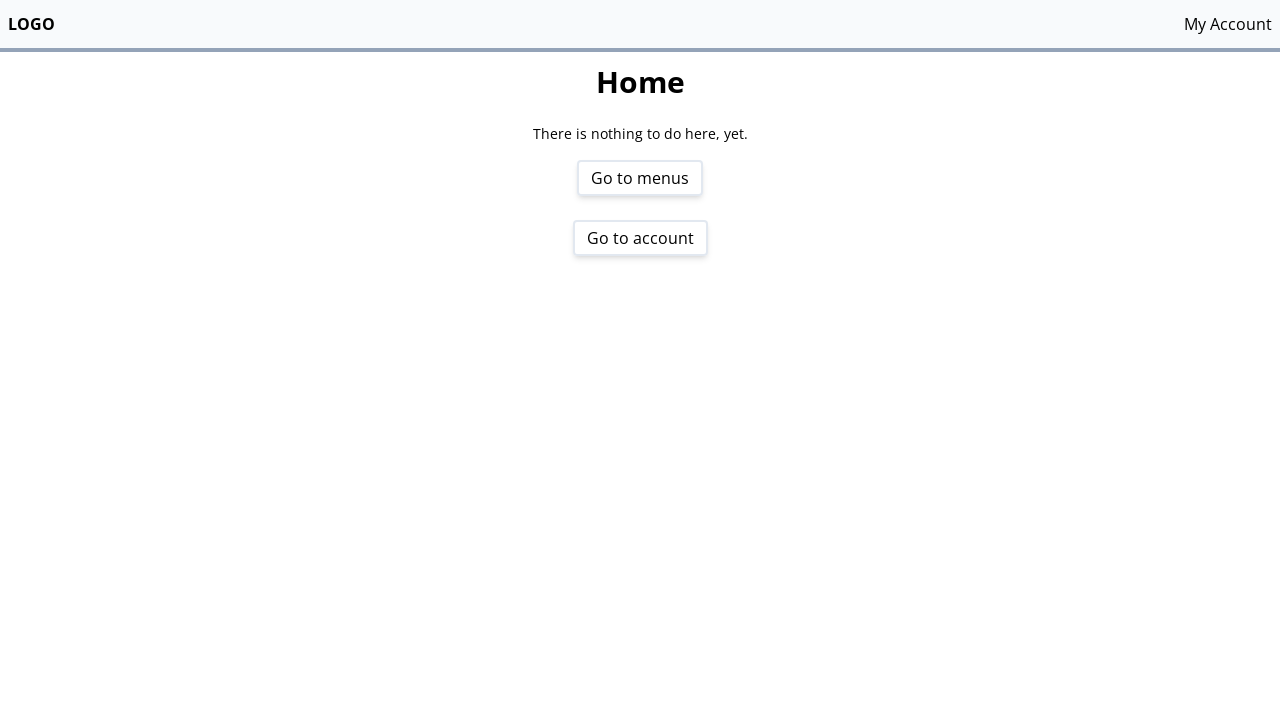 LOGO
My Account
Home
There is nothing to do here, yet.
Go to menus
Go to account